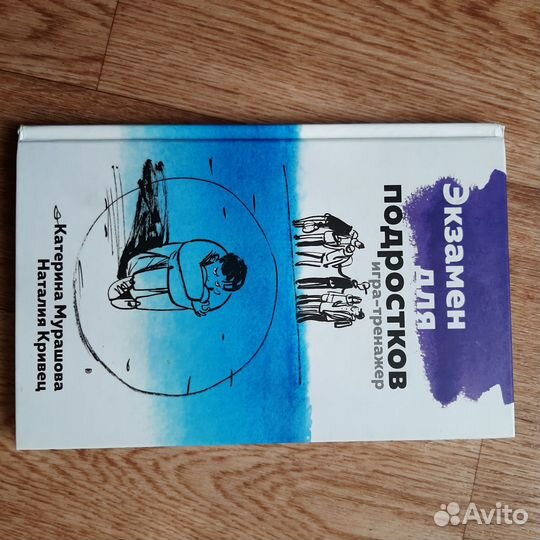 Экзамен
для
подростков
игра-тренажер
Катерина Мурашова
Наталия Кривец
Avito